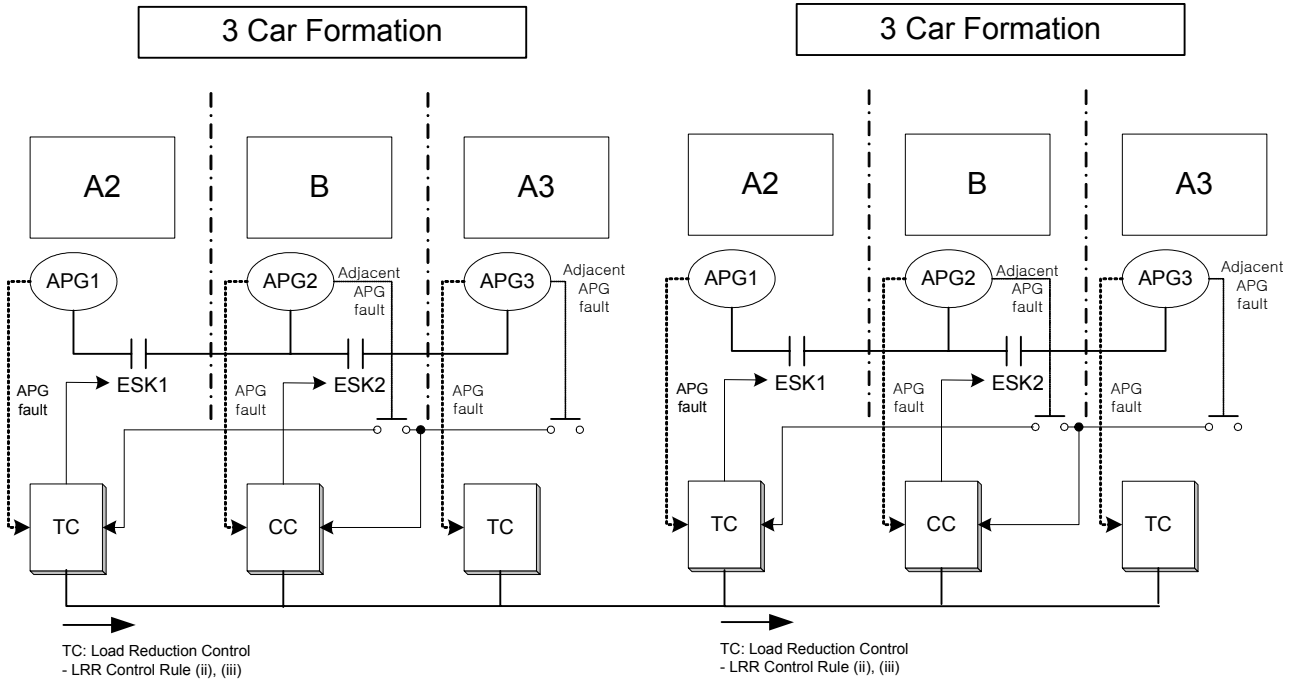 3 Car Formation
3 Car Formation
A2
B
A3
A2
B
A3
APG1
APG2
Adjacent
APG
fault
APG3
Adjacent
APG
fault
APG1
APG2
Adjacent
APG
fault
APG3
Adjacent
APG
fault
APG
fault
ESK1
APG
fault
ESK2
APG
fault
APG
fault
ESK1
APG
fault
ESK2
APG
fault
TC
CC
TC
TC
CC
TC
TC: Load Reduction Control
- LRR Control Rule (ii), (iii)
TC: Load Reduction Control
- LRR Control Rule (ii), (iii)